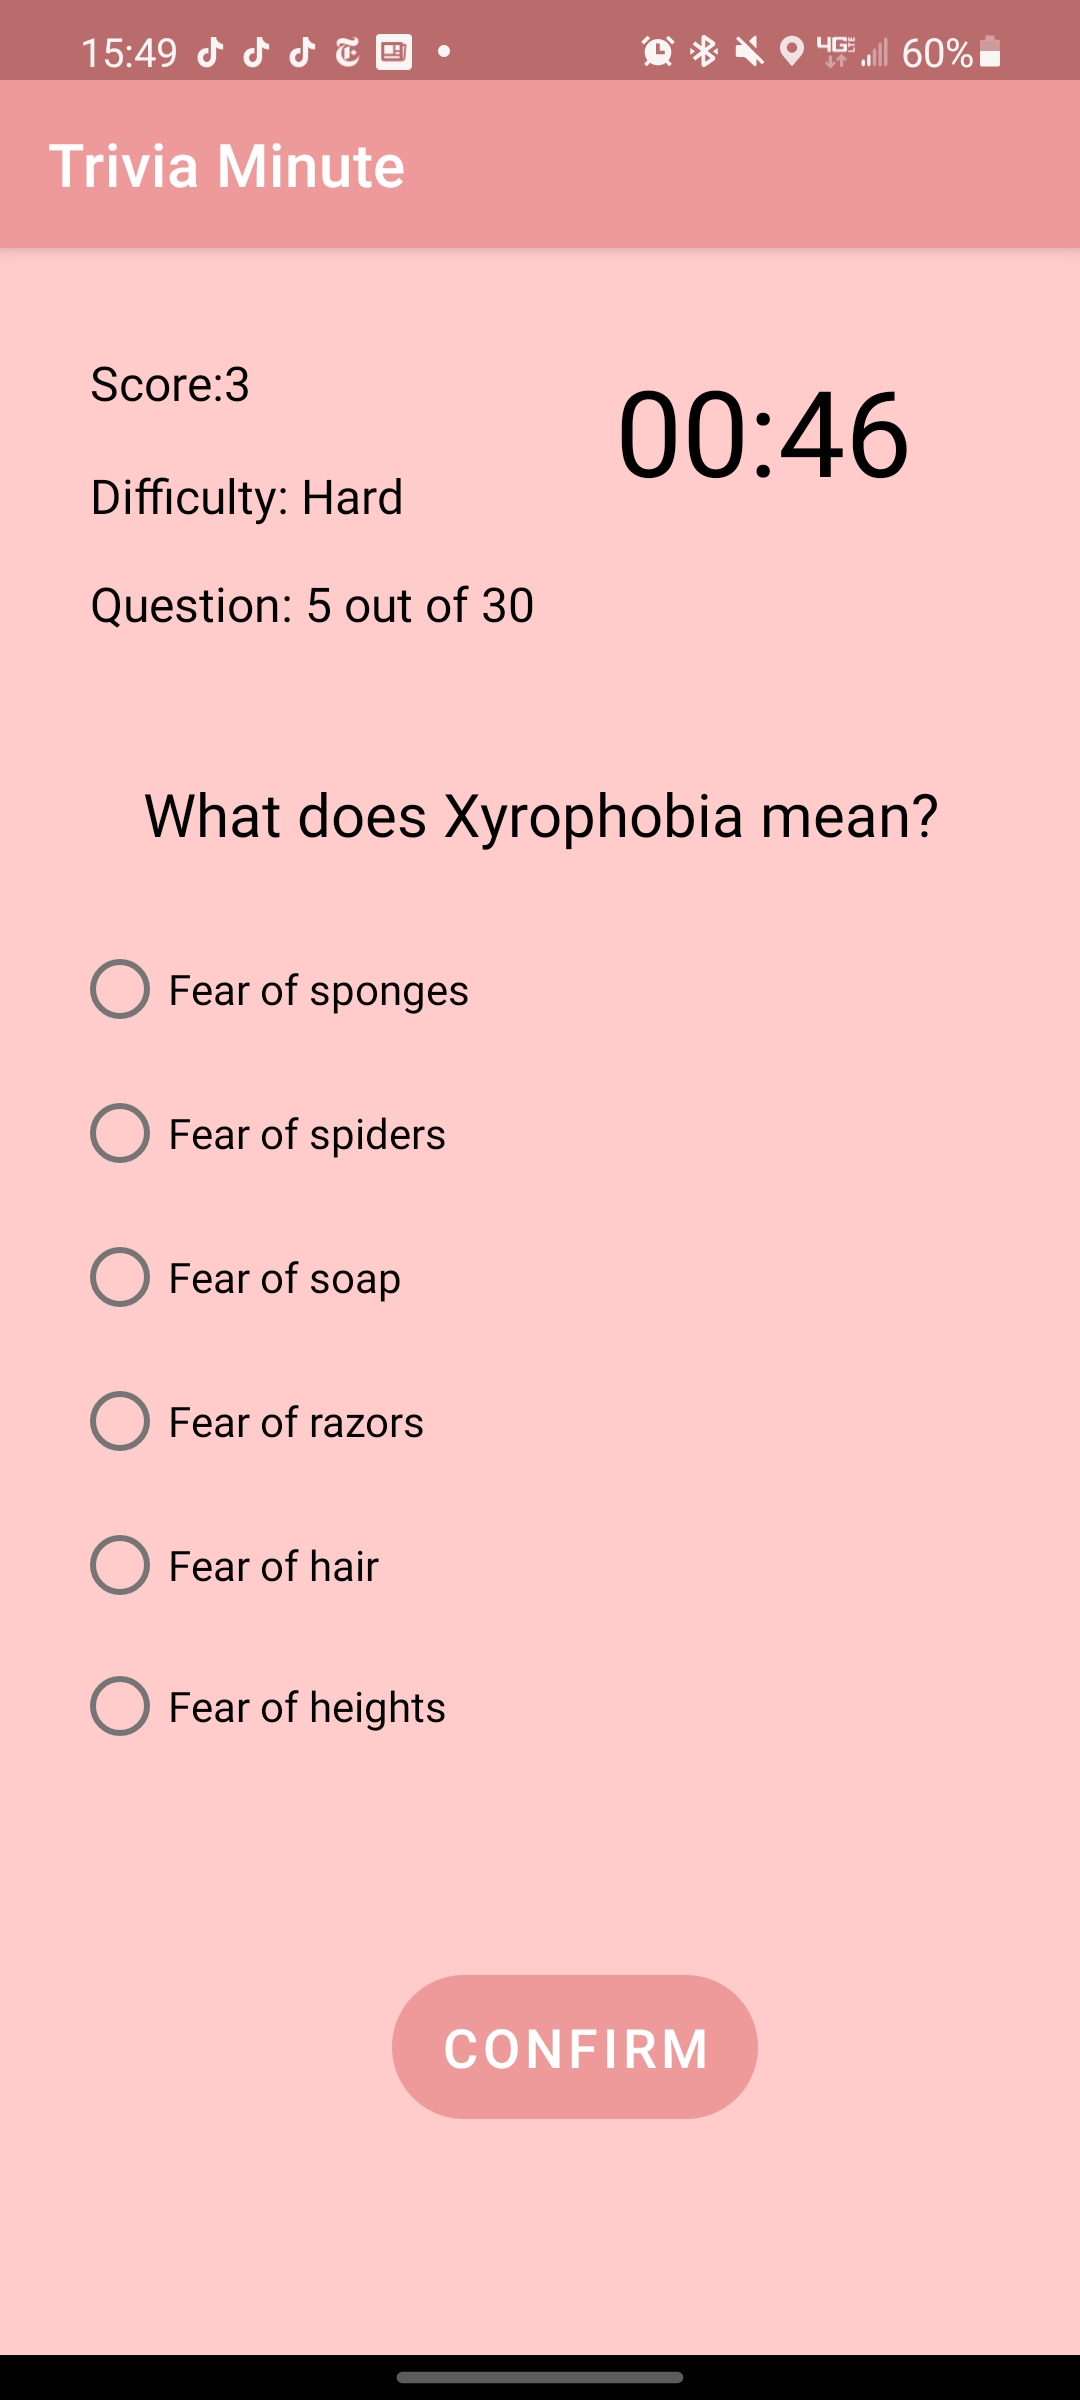 15:49
4G LTE
60%
Trivia Minute
Score:3
00:46
Difficulty: Hard
Question: 5 out of 30
What does Xyrophobia mean?
Fear of sponges
Fear of spiders
Fear of soap
Fear of razors
Fear of hair
Fear of heights
CONFIRM